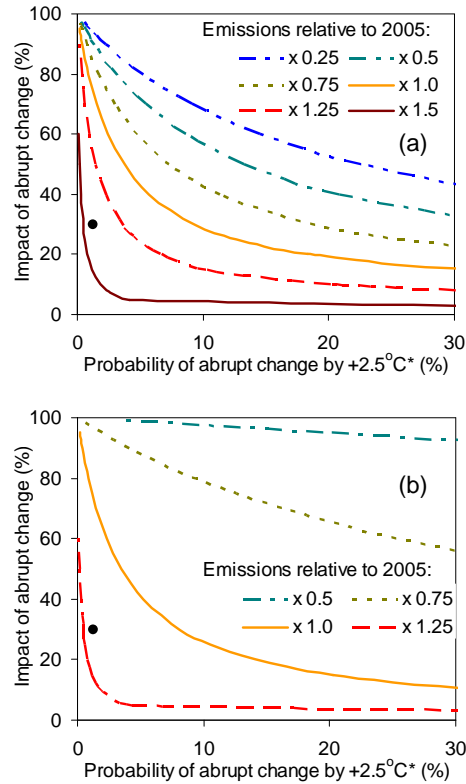 100
80
60
40
20
0
Impact of abrupt change (%)
Emissions relative to 2005:
x 0.25 x 0.5
x 0.75 x 1.0
x 1.25 x 1.5
(a)
0 10 20 30
Probability of abrupt change by +2.5°C* (%)
100
80
60
40
20
0
Impact of abrupt change (%)
(b)
Emissions relative to 2005:
x 0.5 x 0.75
x 1.0 x 1.25
0 10 20 30
Probability of abrupt change by +2.5°C* (%)